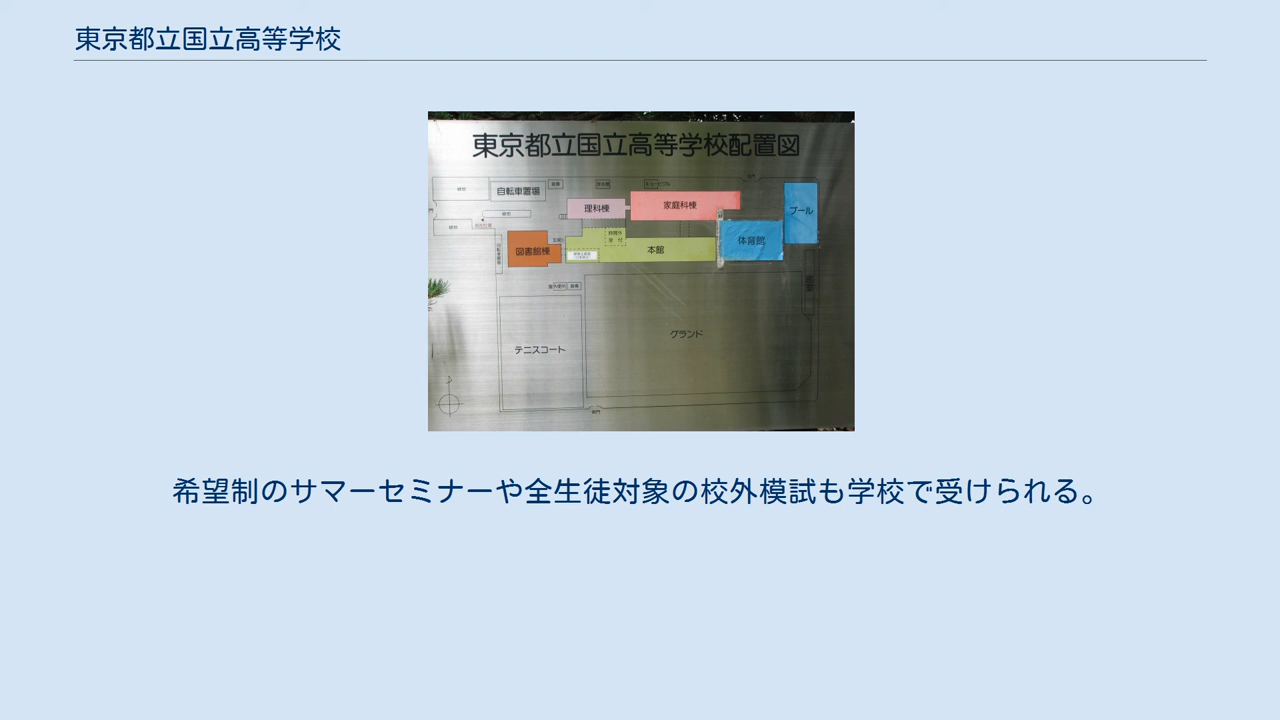 東京都立国立高等学校
東京都立国立高等学校配置図
自転車置場
理科棟
家庭科棟
プール
図書館棟
本館
体育館
グランド
テニスコート
希望制のサマーセミナーや全生徒対象の校外模試も学校で受けられる。